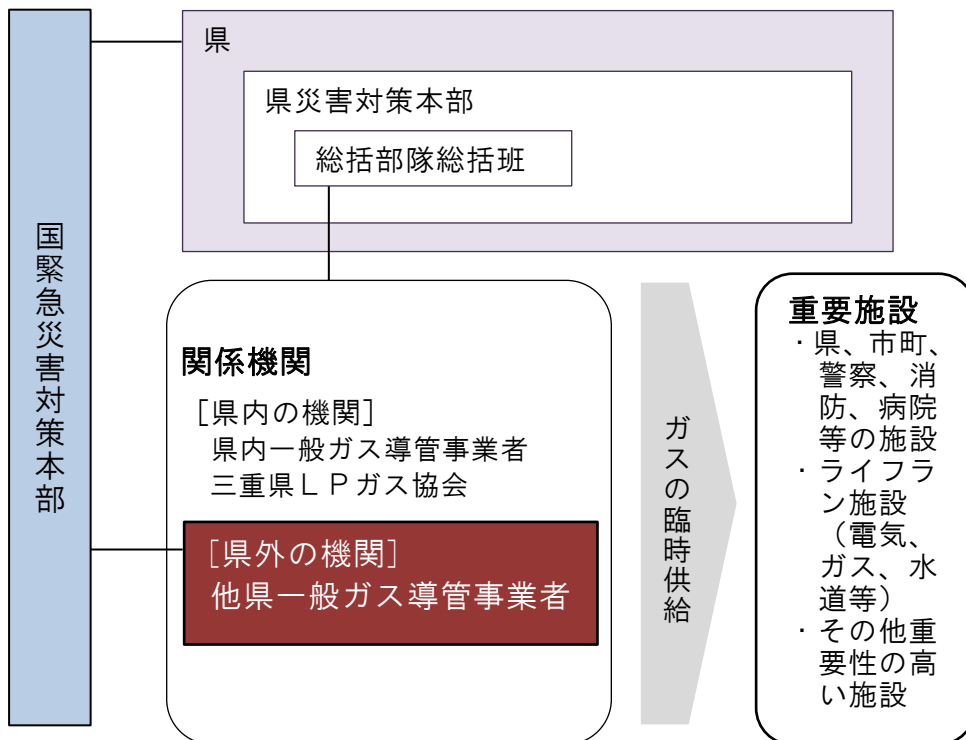 国緊急災害対策本部
県
県災害対策本部
総括部隊総括班
関係機関
［県内の機関］
県内一般ガス導管事業者
三重県ＬＰガス協会
［県外の機関］
他県一般ガス導管事業者
ガスの臨時供給
重要施設
・県、市町、
警察、消
防、病院
等の施設
・ライフラ
ン施設
（電気、
ガス、水
道等）
・その他重
要性の高
い施設